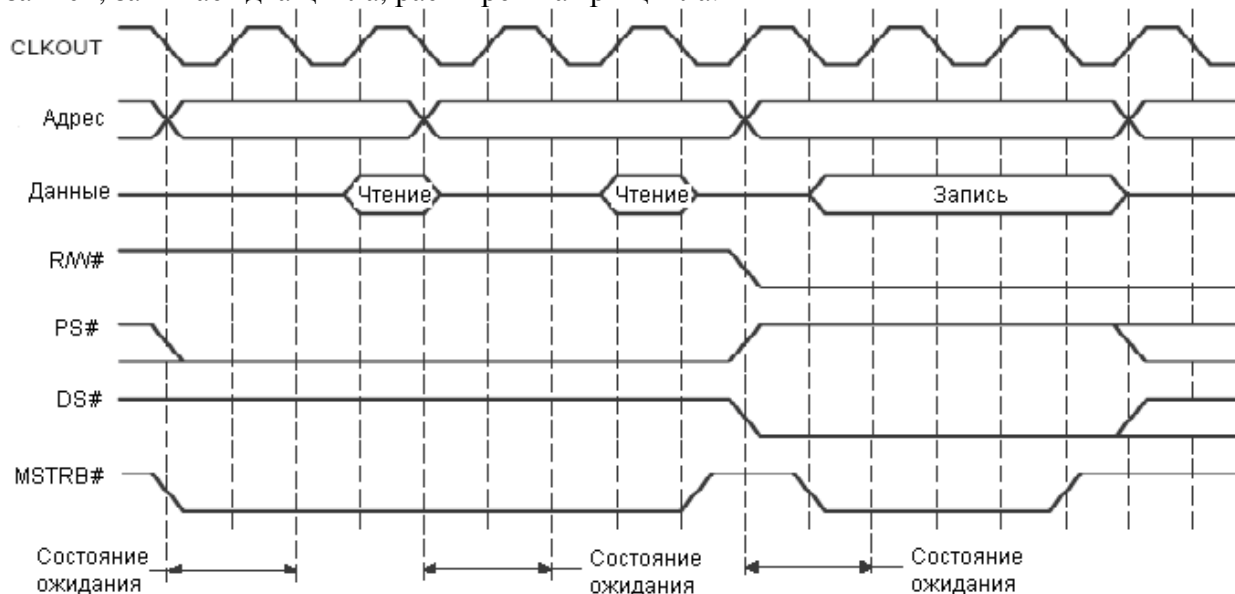 CLKOUT
Адрес
Данные
Чтение
Чтение
Запись
R/W#
PS#
DS#
MSTRB#
Состояние
ожидания
Состояние
ожидания
Состояние
ожидания